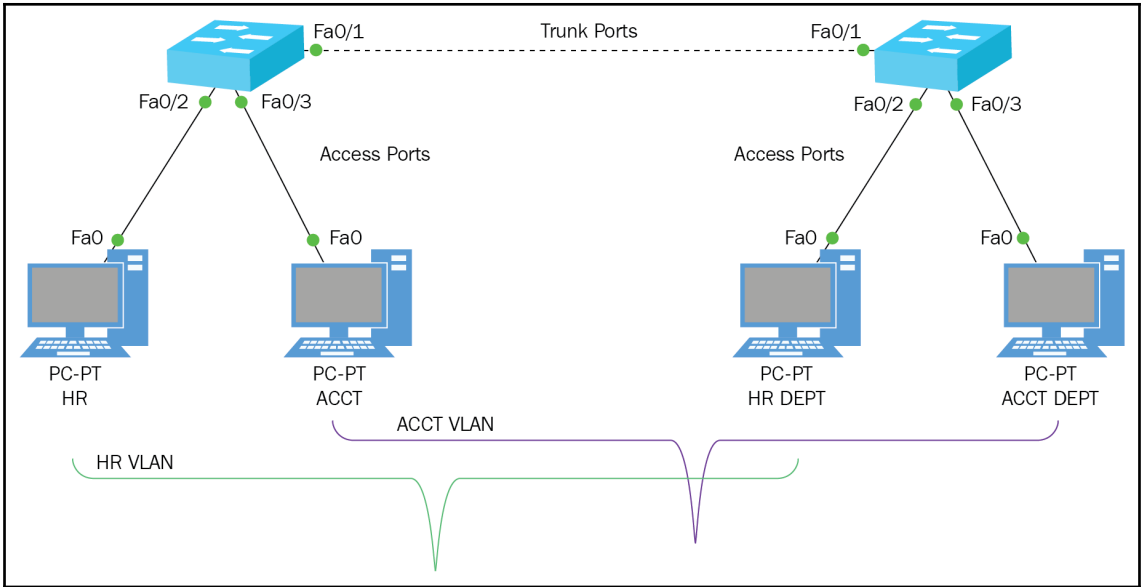 Fa0/1
Trunk Ports
Fa0/1
Fa0/2
Fa0/3
Fa0/2
Fa0/3
Access Ports
Access Ports
Fa0
Fa0
Fa0
Fa0
PC-PT
HR
PC-PT
ACCT
PC-PT
HR DEPT
PC-PT
ACCT DEPT
ACCT VLAN
HR VLAN